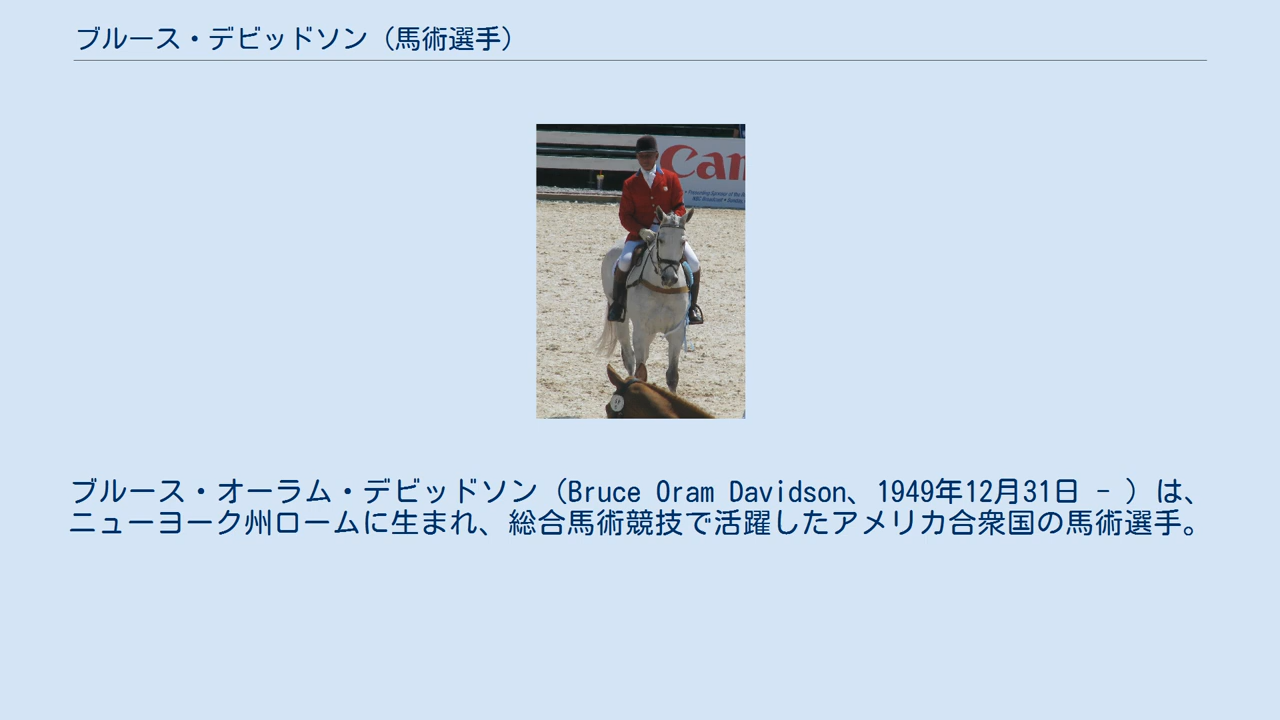 ブルース・デビッドソン（馬術選手）
Can
ブルース・オーラム・デビッドソン（Bruce Oram Davidson、1949年12月31日 - ）は、
ニューヨーク州ロームに生まれ、総合馬術競技で活躍したアメリカ合衆国の馬術選手。